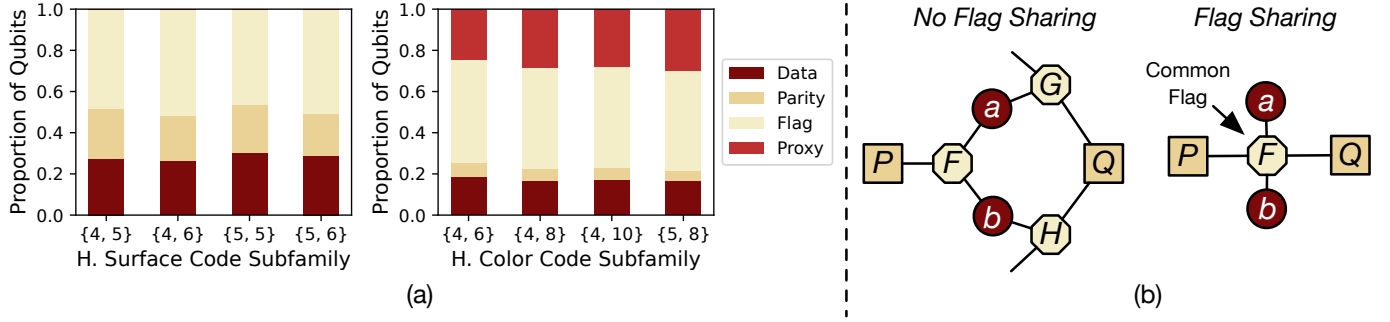 Proportion of Qubits
1.0
0.8
0.6
0.4
0.2
0.0
{4, 5} {4, 6} {5, 5} {5, 6}
H. Surface Code Subfamily
Proportion of Qubits
1.0
0.8
0.6
0.4
0.2
0.0
{4, 6} {4, 8} {4, 10} {5, 8}
H. Color Code Subfamily
Data
Parity
Flag
Proxy
(a)
No Flag Sharing
P
F
a
b
G
H
Q
Flag Sharing
Common
Flag
a
P
F
Q
b
(b)